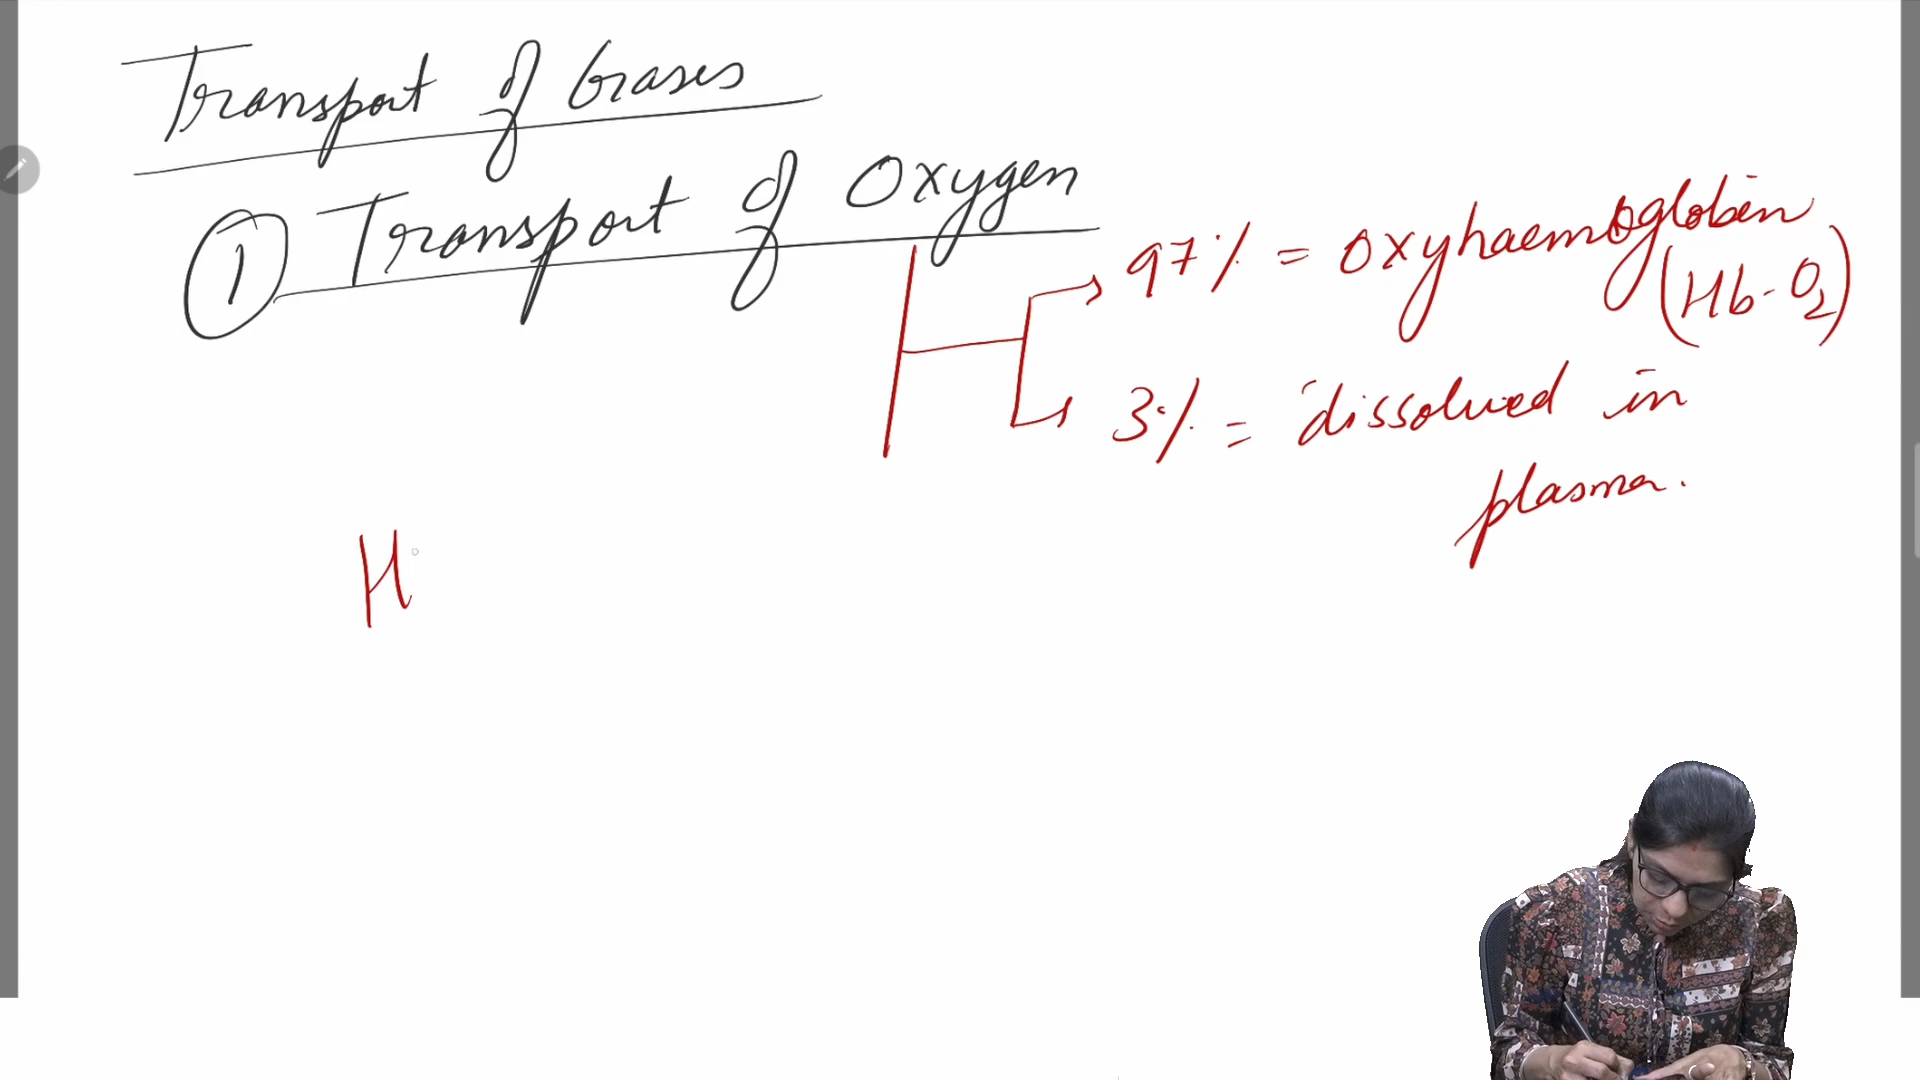 Transport of Gases
① Transport of Oxygen
97% = Oxyhaemoglobin
(Hb-O₂)
3% = dissolved in
plasma.
H